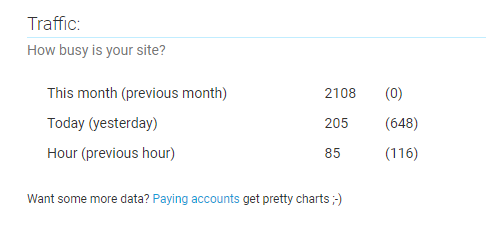 Traffic:
How busy is your site?
This month (previous month) 2108 (0)
Today (yesterday) 205 (648)
Hour (previous hour) 85 (116)
Want some more data? Paying accounts get pretty charts ;-)